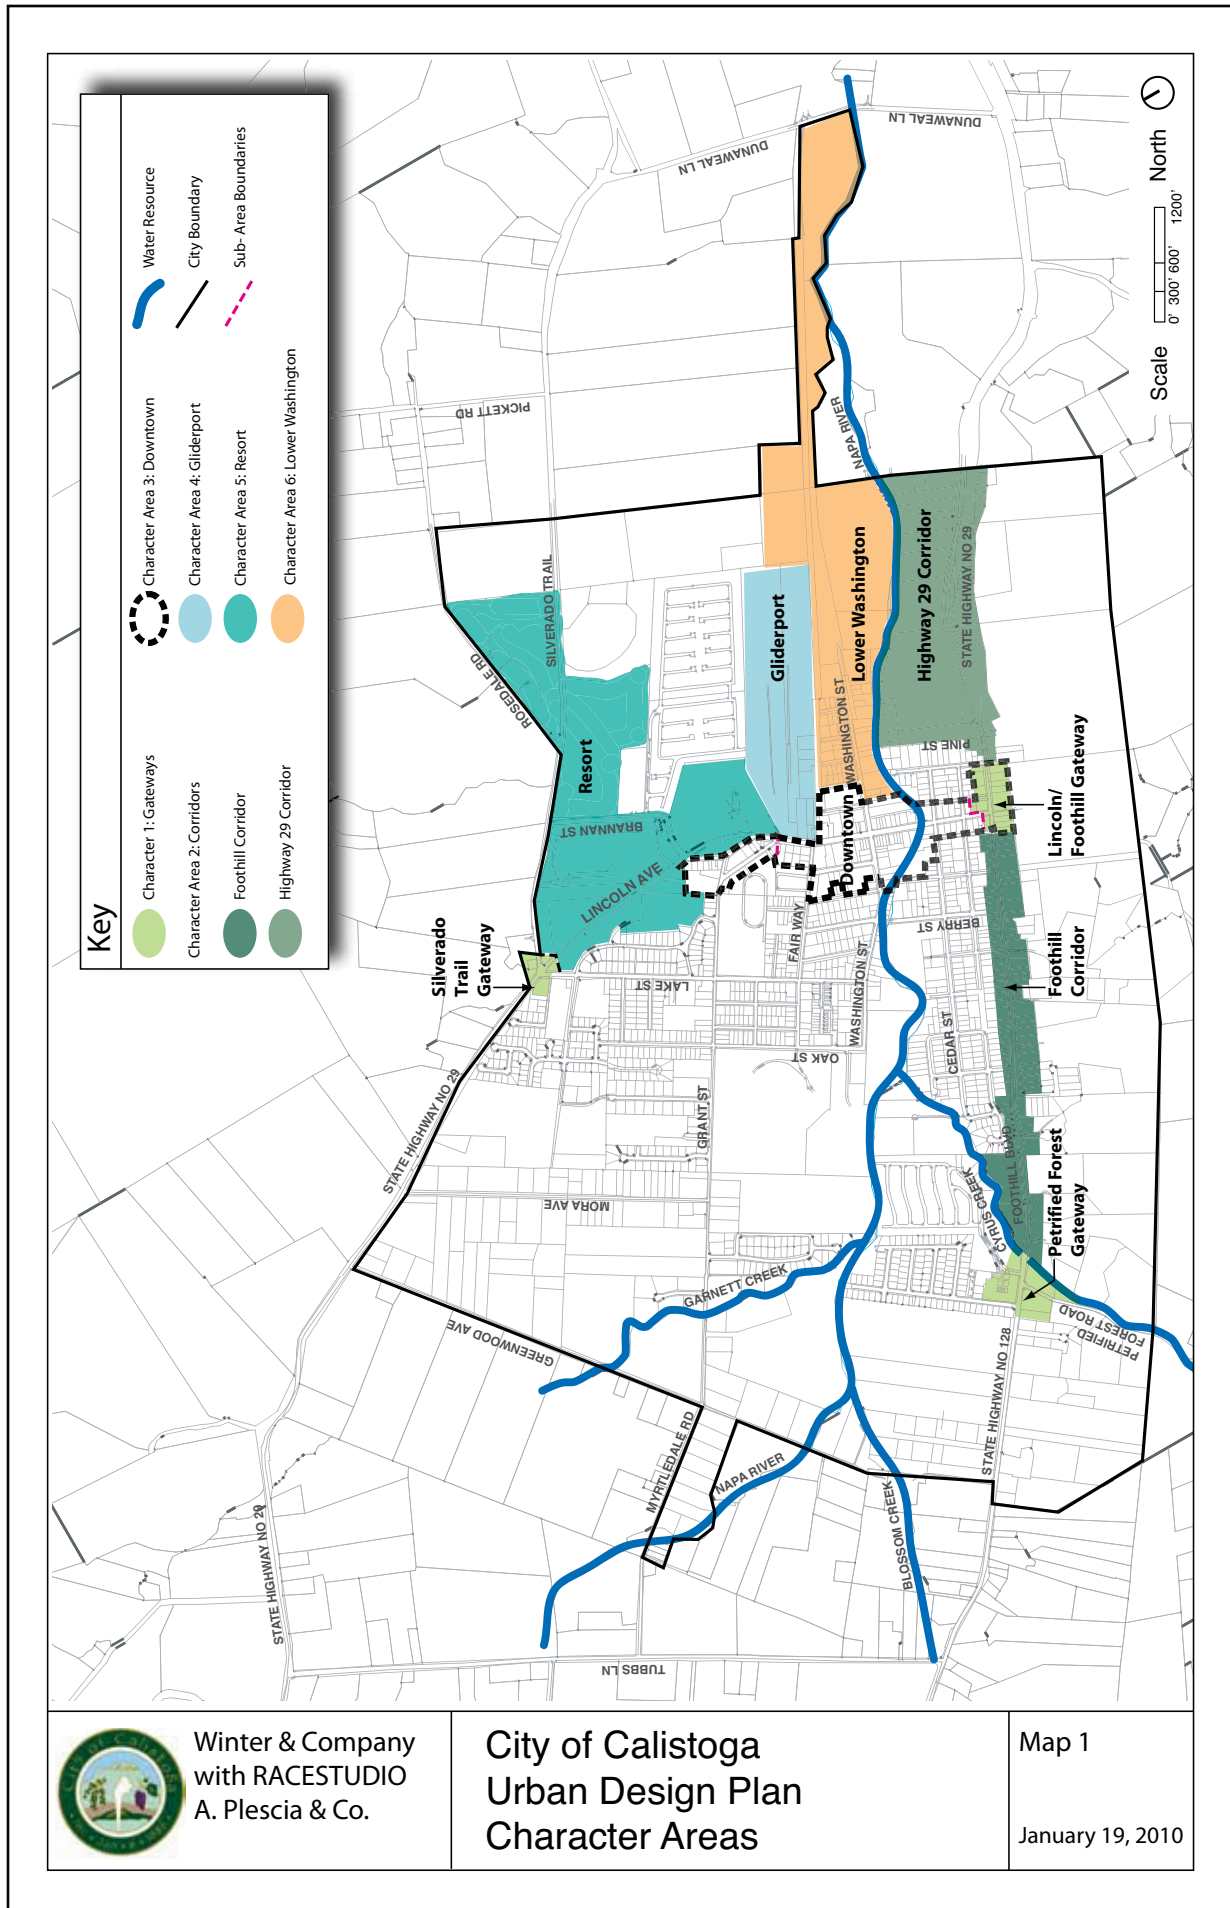 Key
Character 1: Gateways
Character Area 2: Corridors
Foothill Corridor
Highway 29 Corridor
Character Area 3: Downtown
Character Area 4: Gliderport
Character Area 5: Resort
Character Area 6: Lower Washington
Water Resource
City Boundary
Sub- Area Boundaries
DUNAWEAL LN
DUNAWEAL LN
PICKETT RD
SILVERADO TRAIL
ROSEDALE RD
Resort
BRANNAN ST
LINCOLN AVE
Silverado
Trail
Gateway
LAKE ST
Gliderport
Lower Washington
WASHINGTON ST
NAPA RIVER
Highway 29 Corridor
STATE HIGHWAY NO 29
PINE ST
Lincoln/
Foothill Gateway
Downtown
FAIR WAY
BERRY ST
WASHINGTON ST
OAK ST
CEDAR ST
Foothill
Corridor
GRANT ST
STATE HIGHWAY NO 29
MORA AVE
GARNETT CREEK
GREENWOOD AVE
CYRUS CREEK
FOOTHILL BLVD
Petrified Forest
Gateway
PETRIFIED
FOREST ROAD
STATE HIGHWAY NO 128
MYRTLEDALE RD
NAPA RIVER
BLOSSOM CREEK
STATE HIGHWAY NO 29
TUBBS LN
Scale
0' 300' 600' 1200'
North
City of Calistoga
Winter & Company
with RACESTUDIO
A. Plescia & Co.
City of Calistoga
Urban Design Plan
Character Areas
Map 1
January 19, 2010